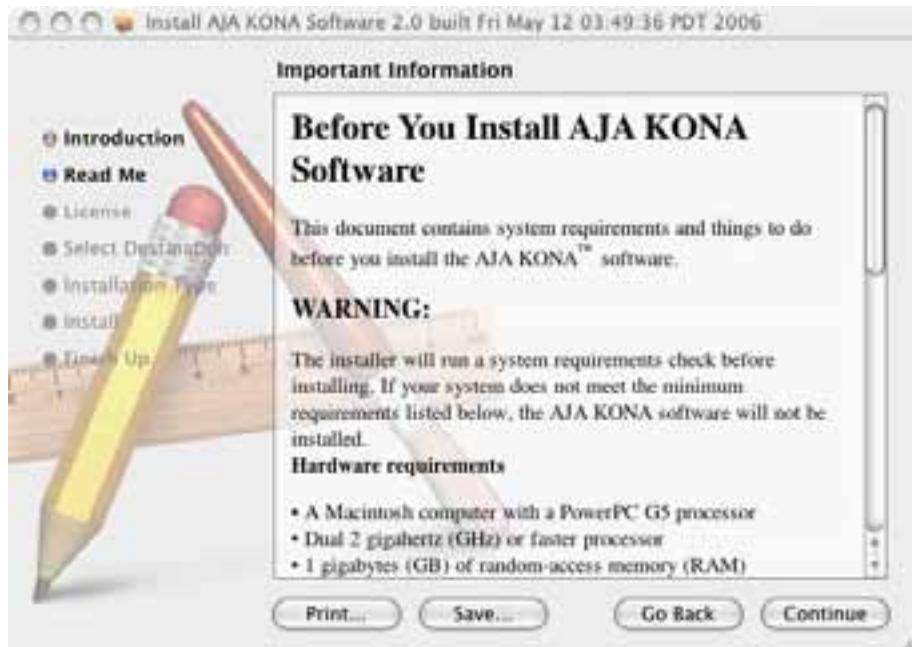 Install AJA KONA Software 2.0 built Fri May 12 03:49:36 PDT 2006
Important Information
Introduction
Read Me
License
Select Destination
Installation Type
Install
Finish Up
Before You Install AJA KONA
Software
This document contains system requirements and things to do
before you install the AJA KONA™ software.
WARNING:
The installer will run a system requirements check before
installing. If your system does not meet the minimum
requirements listed below, the AJA KONA software will not be
installed.
Hardware requirements
• A Macintosh computer with a PowerPC G5 processor
• Dual 2 gigahertz (GHz) or faster processor
• 1 gigabytes (GB) of random-access memory (RAM)
Print...
Save...
Go Back
Continue